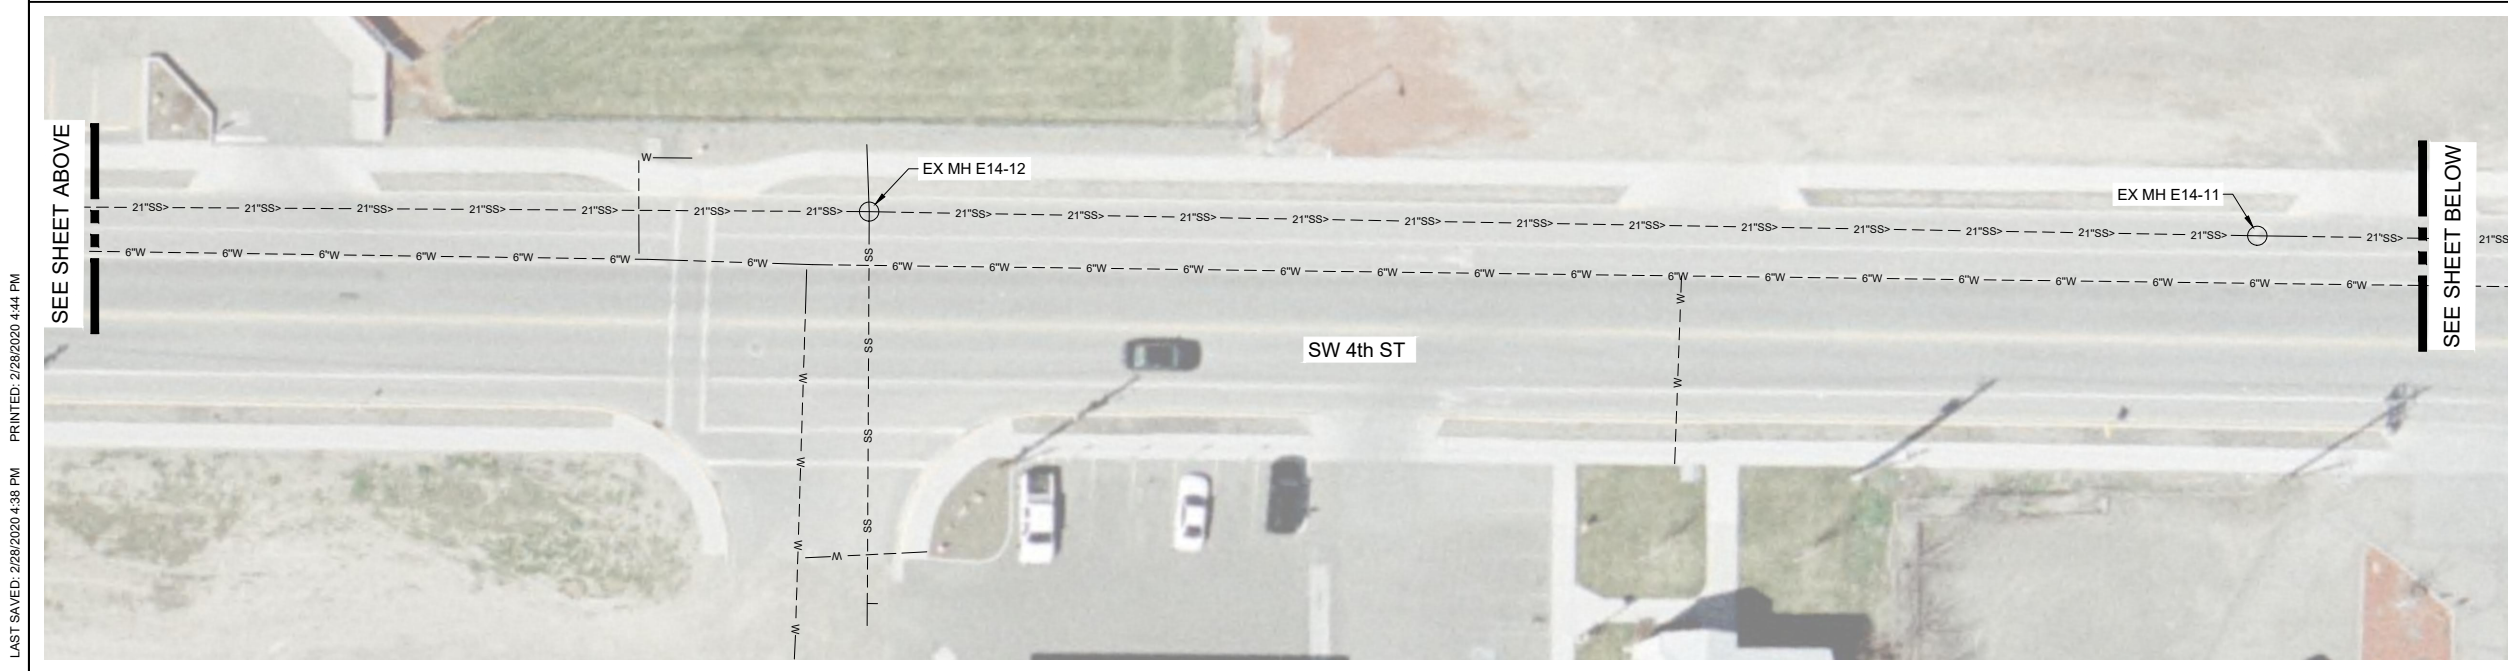 SEE SHEET ABOVE
W
EX MH E14-12
EX MH E14-11
21"SS> 21"SS> 21"SS> 21"SS> 21"SS> 21"SS> 21"SS> 21"SS> 21"SS> 21"SS> 21"SS> 21"SS> 21"SS> 21"SS> 21"SS> 21"SS> 21"SS> 21"SS> 21"SS> 21"SS> 21"SS
6"W 6"W 6"W 6"W 6"W 6"W 6"W 6"W 6"W 6"W 6"W 6"W 6"W 6"W 6"W 6"W 6"W 6"W 6"W 6"W 6"W 6"W 6"W
SS
SS
SS
SS
W
W
W
W
W
W
W
SW 4th ST
SEE SHEET BELOW
LAST SAVED: 2/28/2020 4:38 PM PRINTED: 2/28/2020 4:44 PM